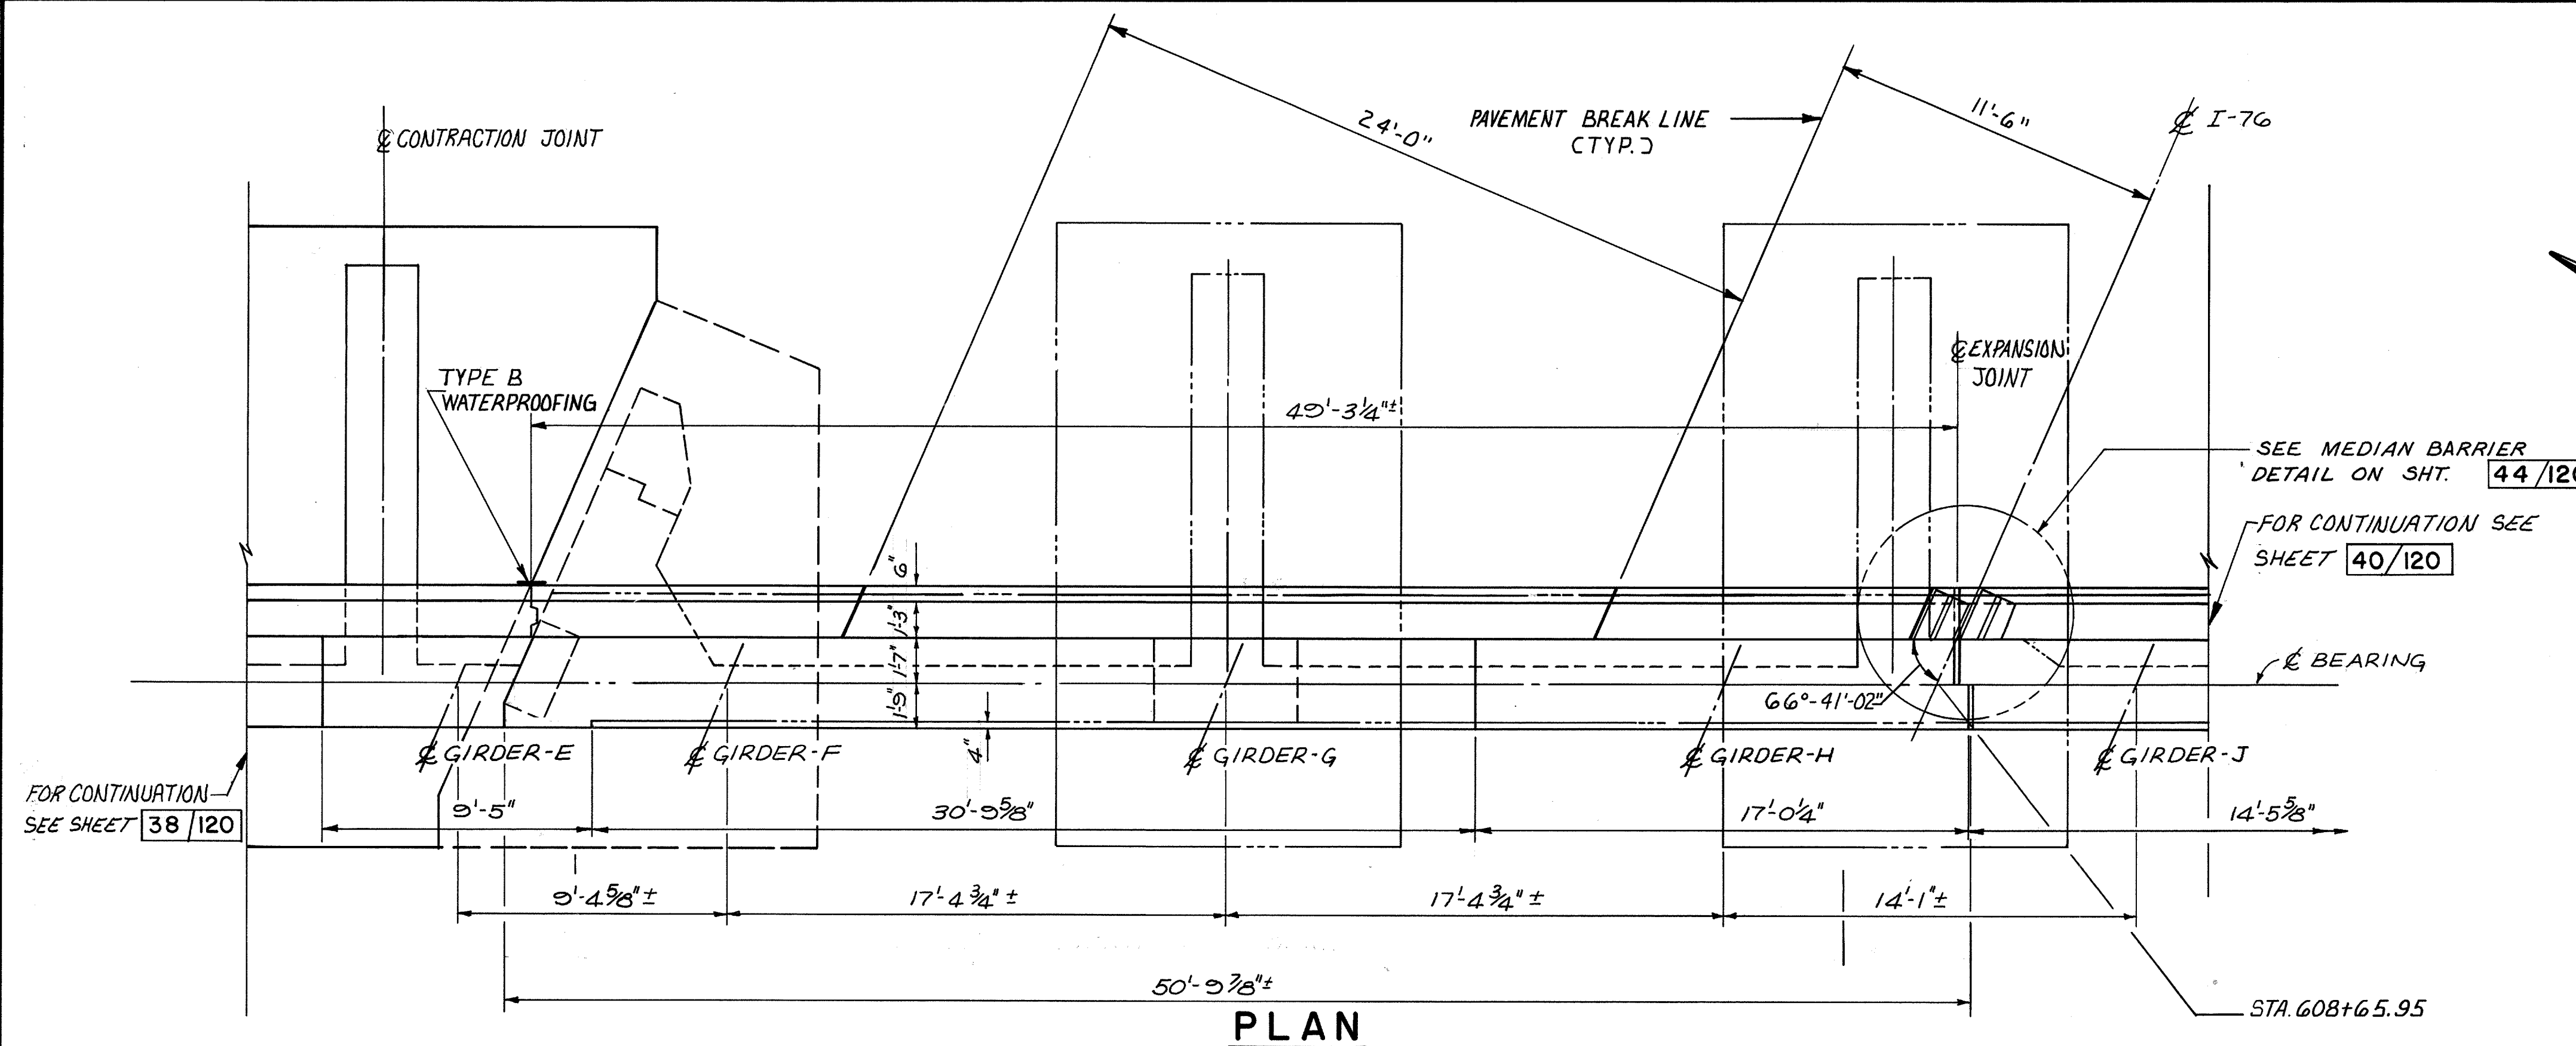 ℄ CONTRACTION JOINT
24'-0"
PAVEMENT BREAK LINE
(TYP.)
11'-6"
℄ I-76
TYPE B
WATERPROOFING
49'-3¼"±
℄ EXPANSION
JOINT
SEE MEDIAN BARRIER
DETAIL ON SHT. 44/120
FOR CONTINUATION SEE
SHEET 40/120
6"
1'-3"
1'-7"
1'-9"
4"
66°-41'-02"
℄ BEARING
℄ GIRDER-E
℄ GIRDER-F
℄ GIRDER-G
℄ GIRDER-H
℄ GIRDER-J
FOR CONTINUATION
SEE SHEET 38/120
9'-5"
30'-9⅝"
17'-0¼"
14'-5⅝"
9'-4⅝"±
17'-4¾"±
17'-4¾"±
14'-1"±
50'-9⅞"±
STA. 608+65.95
PLAN